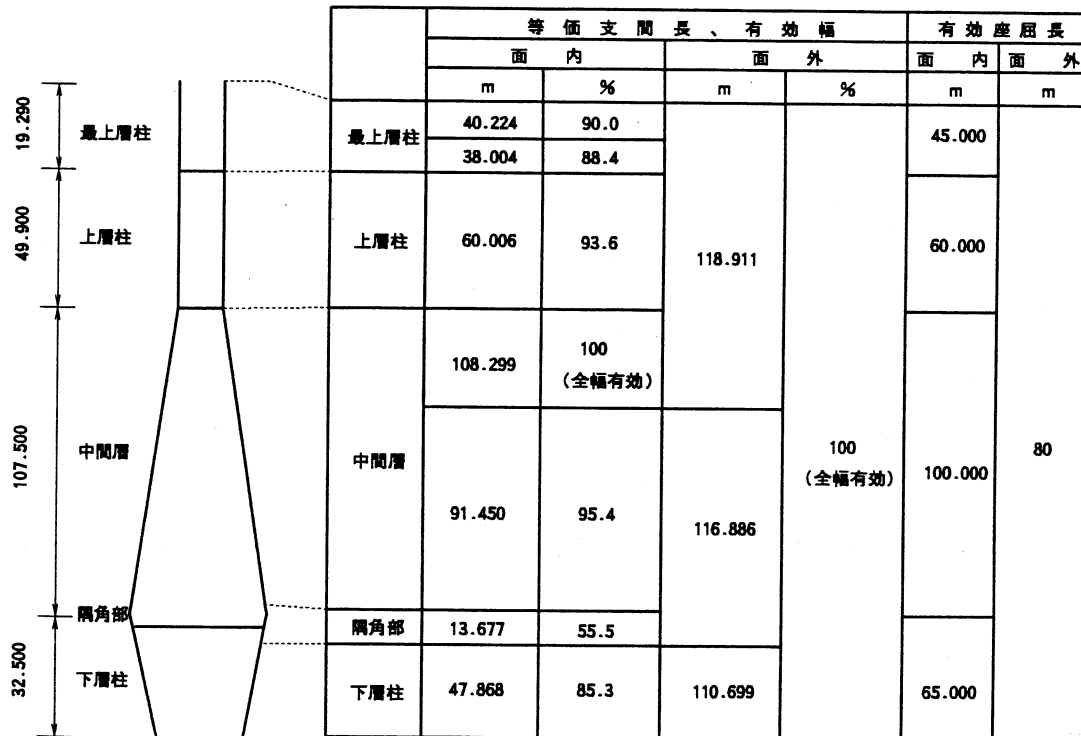 等価支間長、有効幅 有効座屈長
面内 面外 面内 面外
m % m % m m
19.290
最上層柱
最上層柱 40.224 90.0 45.000
38.004 88.4
49.900
上層柱
上層柱 60.006 93.6 118.911 60.000
108.299 100
(全幅有効)
107.500
中間層
中間層 100 100.000 80
(全幅有効)
91.450 95.4 116.886
隅角部
隅角部 13.677 55.5
32.500
下層柱
下層柱 47.868 85.3 110.699 65.000